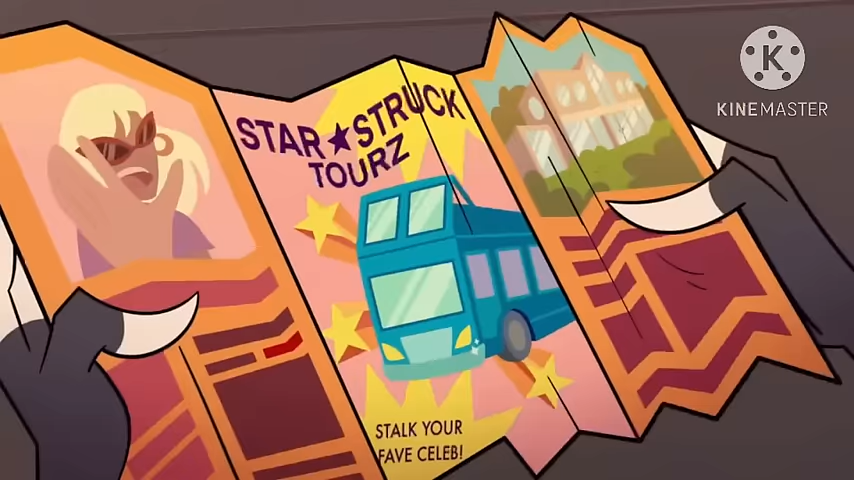 STAR★STRUCK
TOURZ
STALK YOUR
FAVE CELEB!
K
KINEMASTER